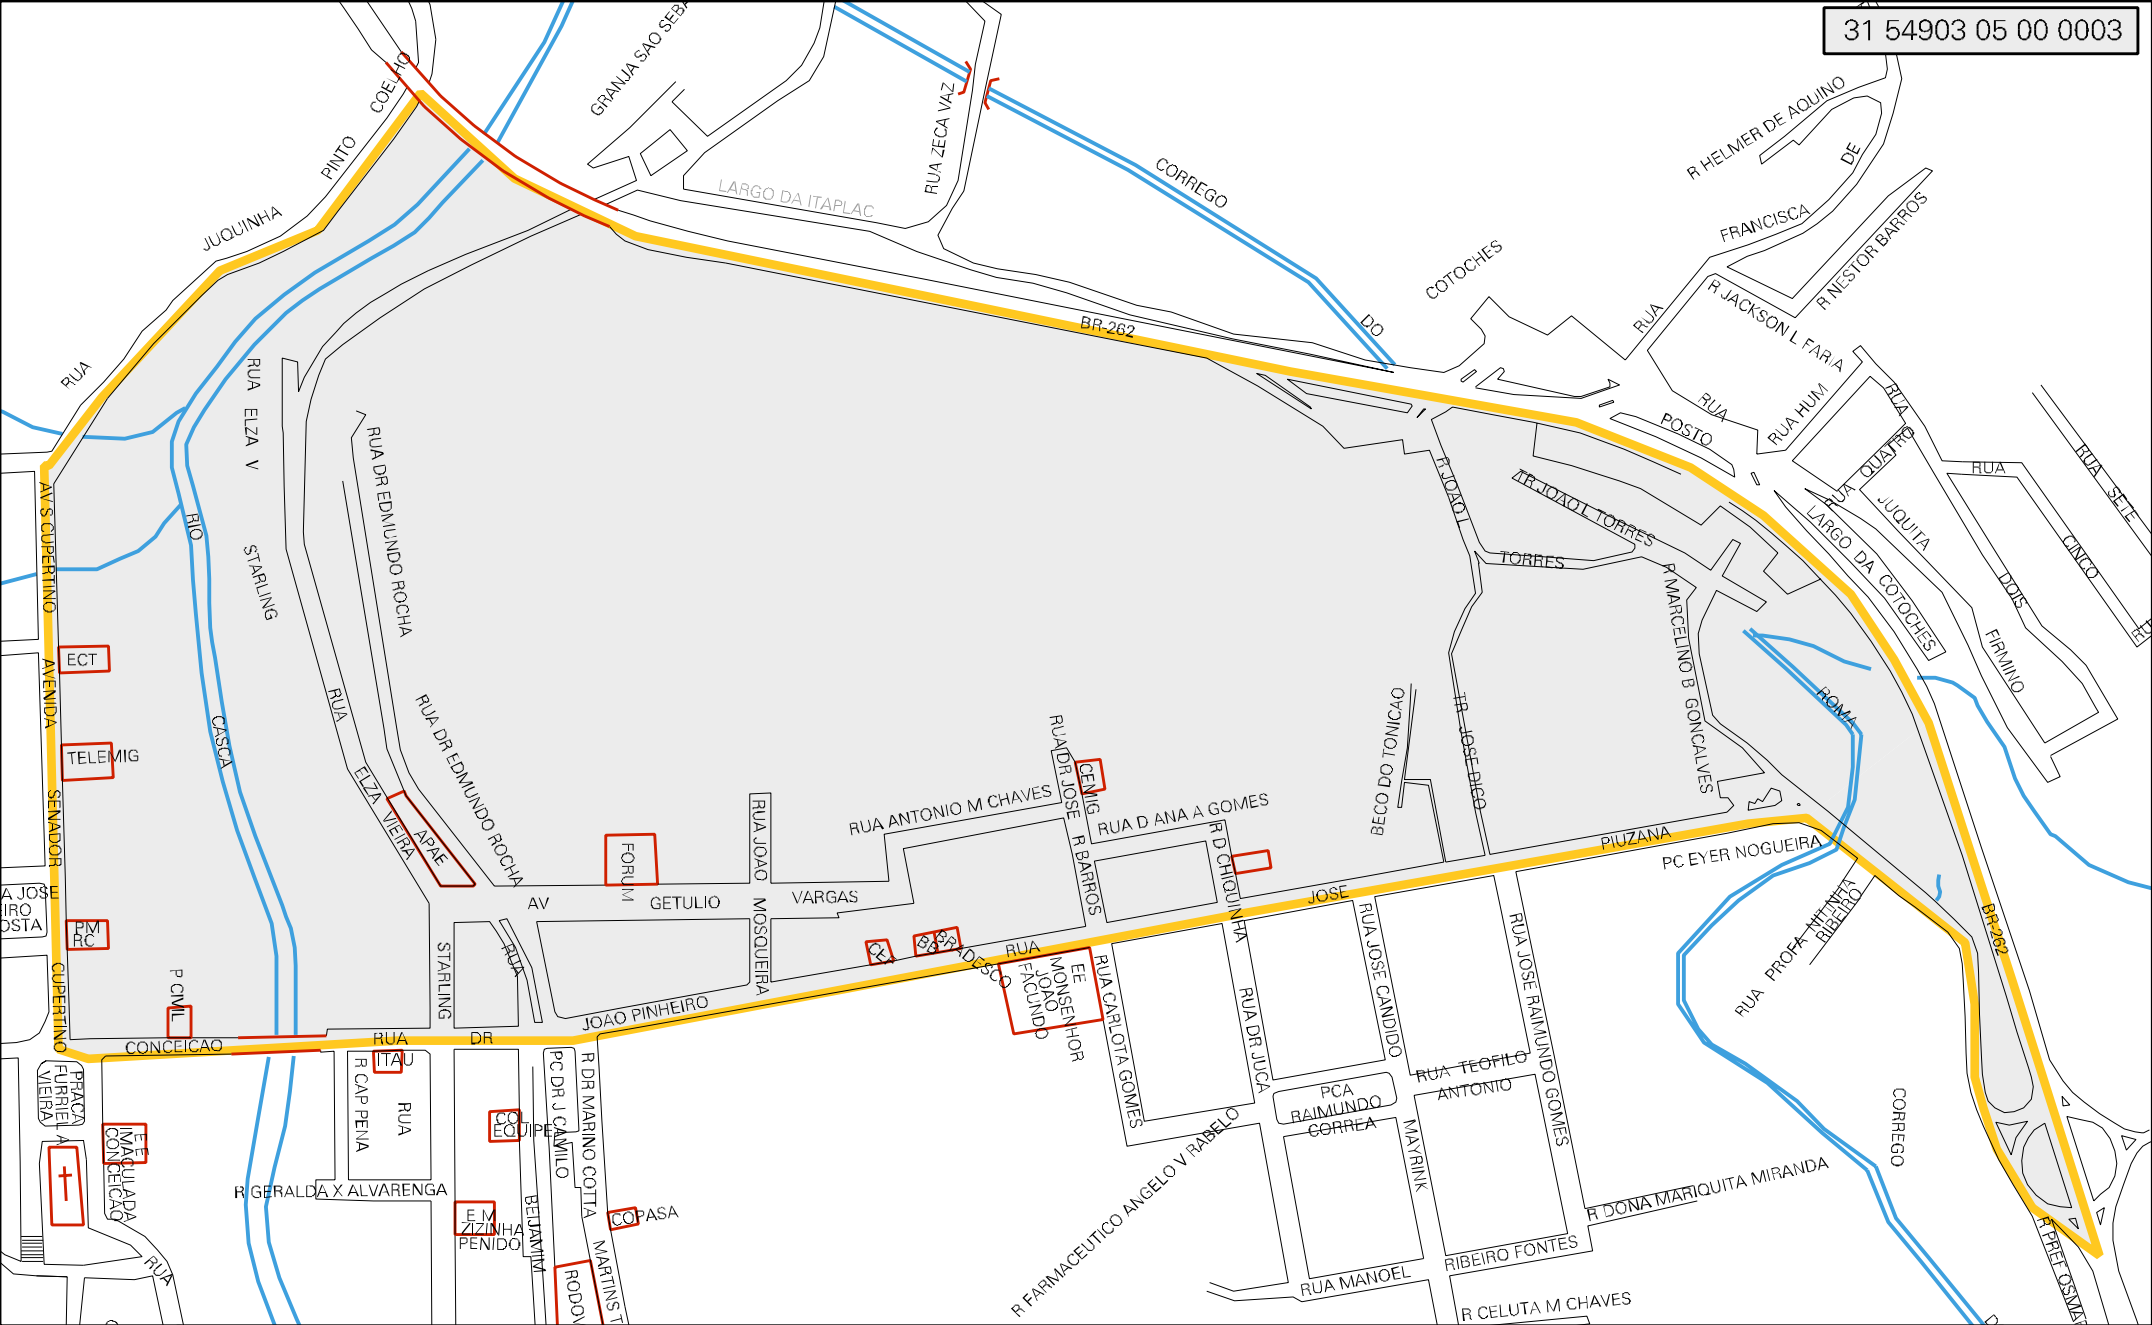 31 54903 05 00 0003
GRANJA SAO SEBA
COELHO
PINTO
JUQUINHA
RUA
RUA ZECA VAZ
LARGO DA ITAPLAC
CORREGO
DO
BR-262
COTOCHES
R HELMER DE AQUINO
DE
FRANCISCA
RUA
R NESTOR BARROS
R JACKSON L FARIA
RUA
POSTO
RUA HUM
RUA
QUATRO
RUA
JUQUITA
LARGO DA COTOCHES
RUA
CINCO
DOIS
FIRMINO
RUA SETE
RUA ELZA V
STARLING
RIO
CASCA
RUA DR EDMUNDO ROCHA
RUA DR EDMUNDO ROCHA
AV S CUPERTINO
AVENIDA
SENADOR
CUPERTINO
ECT
TELEMIG
PM
RC
P CIVIL
A JOSE
EIRO
OSTA
RUA
ELZA
VIEIRA
APAE
STARLING
FORUM
AV
GETULIO
VARGAS
RUA JOAO
MOSQUEIRA
RUA
RUA ANTONIO M CHAVES
RUA DR JOSE
R BARROS
CEMIG
RUA D ANA A GOMES
R D CHIQUINHA
BECO DO TONICAO
TR JOSE DICO
R JOAO L
TORRES
TR JOAO L TORRES
R MARCELINO B GONCALVES
ROMA
PIUZANA
PC EYER NOGUEIRA
JOSE
RUA
CEF
BB
BRADESCO
EE
MONSENHOR
JOAO
FACUNDO
JOAO PINHEIRO
DR
RUA
CONCEICAO
ITAU
R CAP PENA
RUA
R GERALDA X ALVARENGA
COL
EQUIPE
PC DR J CAMILO
R DR MARINO COTTA
MARTINS T
BEIJAMIM
E M
ZIZINHA
PENIDO
COPASA
RODOV
PRACA
FURRIEL A
VIEIRA
EE
IMACULADA
CONCEICAO
RUA
RUA CARLOTA GOMES
RUA DR JUCA
RUA JOSE CANDIDO
MAYRINK
RUA JOSE RAIMUNDO GOMES
RUA TEOFILO
ANTONIO
PCA
RAIMUNDO
CORREA
R FARMACEUTICO ANGELO V RABELO
RUA MANOEL
RIBEIRO FONTES
R DONA MARIQUITA MIRANDA
R CELUTA M CHAVES
RUA PROFA NITINHA
RIBEIRO
BR-262
CORREGO
R PREF OSMAR